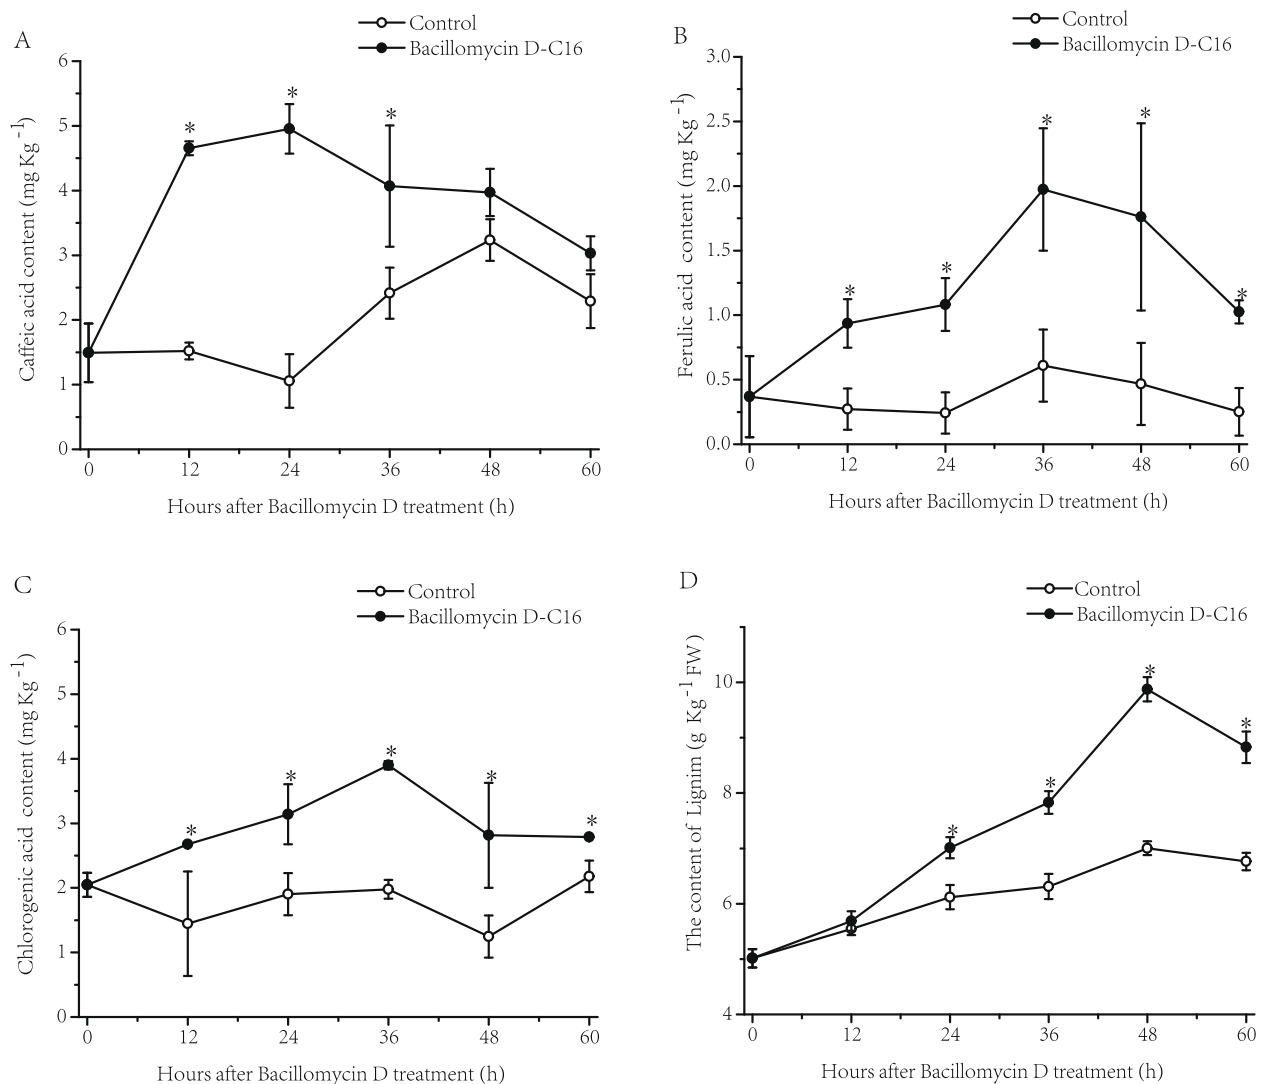 A
Control
Bacillomycin D-C16
Caffeic acid content (mg Kg⁻¹)
6
5
4
3
2
1
0
* * *
0 12 24 36 48 60
Hours after Bacillomycin D treatment (h)
B
Control
Bacillomycin D-C16
Ferulic acid content (mg Kg⁻¹)
3.0
2.5
2.0
1.5
1.0
0.5
0.0
* * * * *
0 12 24 36 48 60
Hours after Bacillomycin D treatment (h)
C
Control
Bacillomycin D-C16
Chlorogenic acid content (mg Kg⁻¹)
6
5
4
3
2
1
0
* * * * *
0 12 24 36 48 60
Hours after Bacillomycin D treatment (h)
D
Control
Bacillomycin D-C16
The content of Lignim (g Kg⁻¹ FW)
10
8
6
4
* * * *
0 12 24 36 48 60
Hours after Bacillomycin D treatment (h)